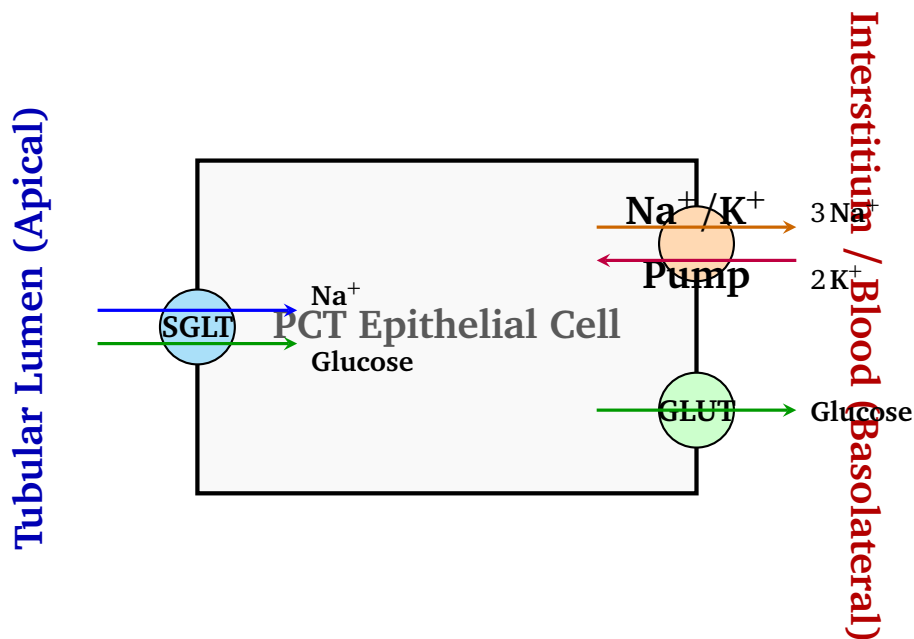 Tubular Lumen (Apical)
SGLT
Na⁺
Glucose
PCT Epithelial Cell
Na⁺/K⁺
Pump
3 Na⁺
2 K⁺
GLUT
Glucose
Interstitium / Blood (Basolateral)